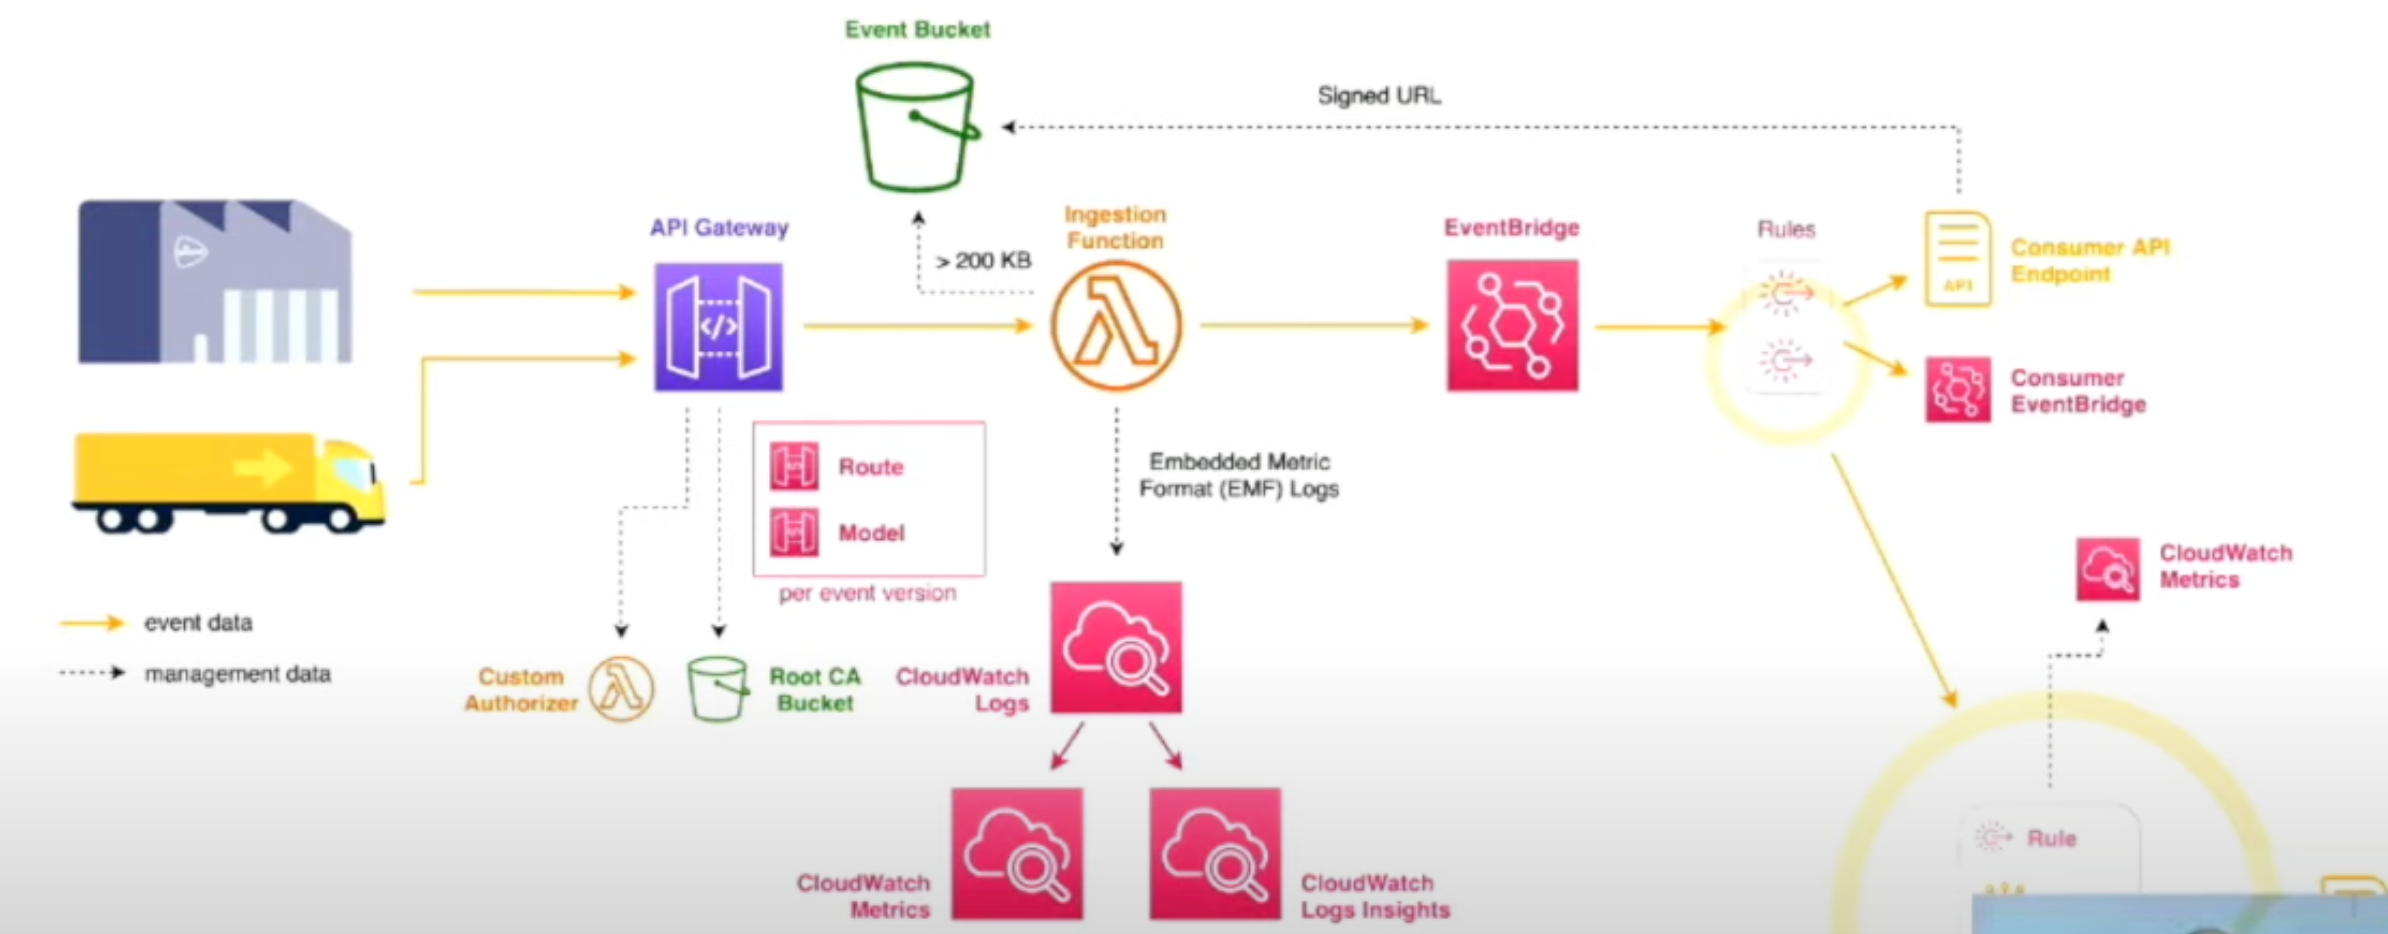 Event Bucket
Signed URL
API Gateway
> 200 KB
Ingestion
Function
EventBridge
Rules
API
Consumer API
Endpoint
Consumer
EventBridge
Route
Model
per event version
Embedded Metric
Format (EMF) Logs
event data
management data
Custom
Authorizer
Root CA
Bucket
CloudWatch
Logs
CloudWatch
Metrics
CloudWatch
Logs Insights
CloudWatch
Metrics
Rule